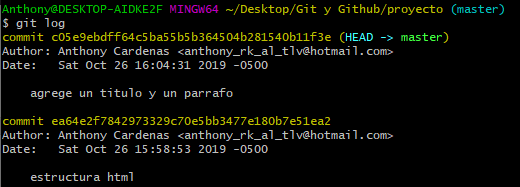 Anthony@DESKTOP-AIDKE2F MINGW64 ~/Desktop/Git y Github/proyecto (master)
$ git log
commit c05e9ebdff64c5ba55b5b364504b281540b11f3e (HEAD -> master)
Author: Anthony Cardenas <anthony_rk_al_tlv@hotmail.com>
Date:   Sat Oct 26 16:04:31 2019 -0500
    agrege un titulo y un parrafo
commit ea64e2f7842973329c70e5bb3477e180b7e51ea2
Author: Anthony Cardenas <anthony_rk_al_tlv@hotmail.com>
Date:   Sat Oct 26 15:58:53 2019 -0500
    estructura html